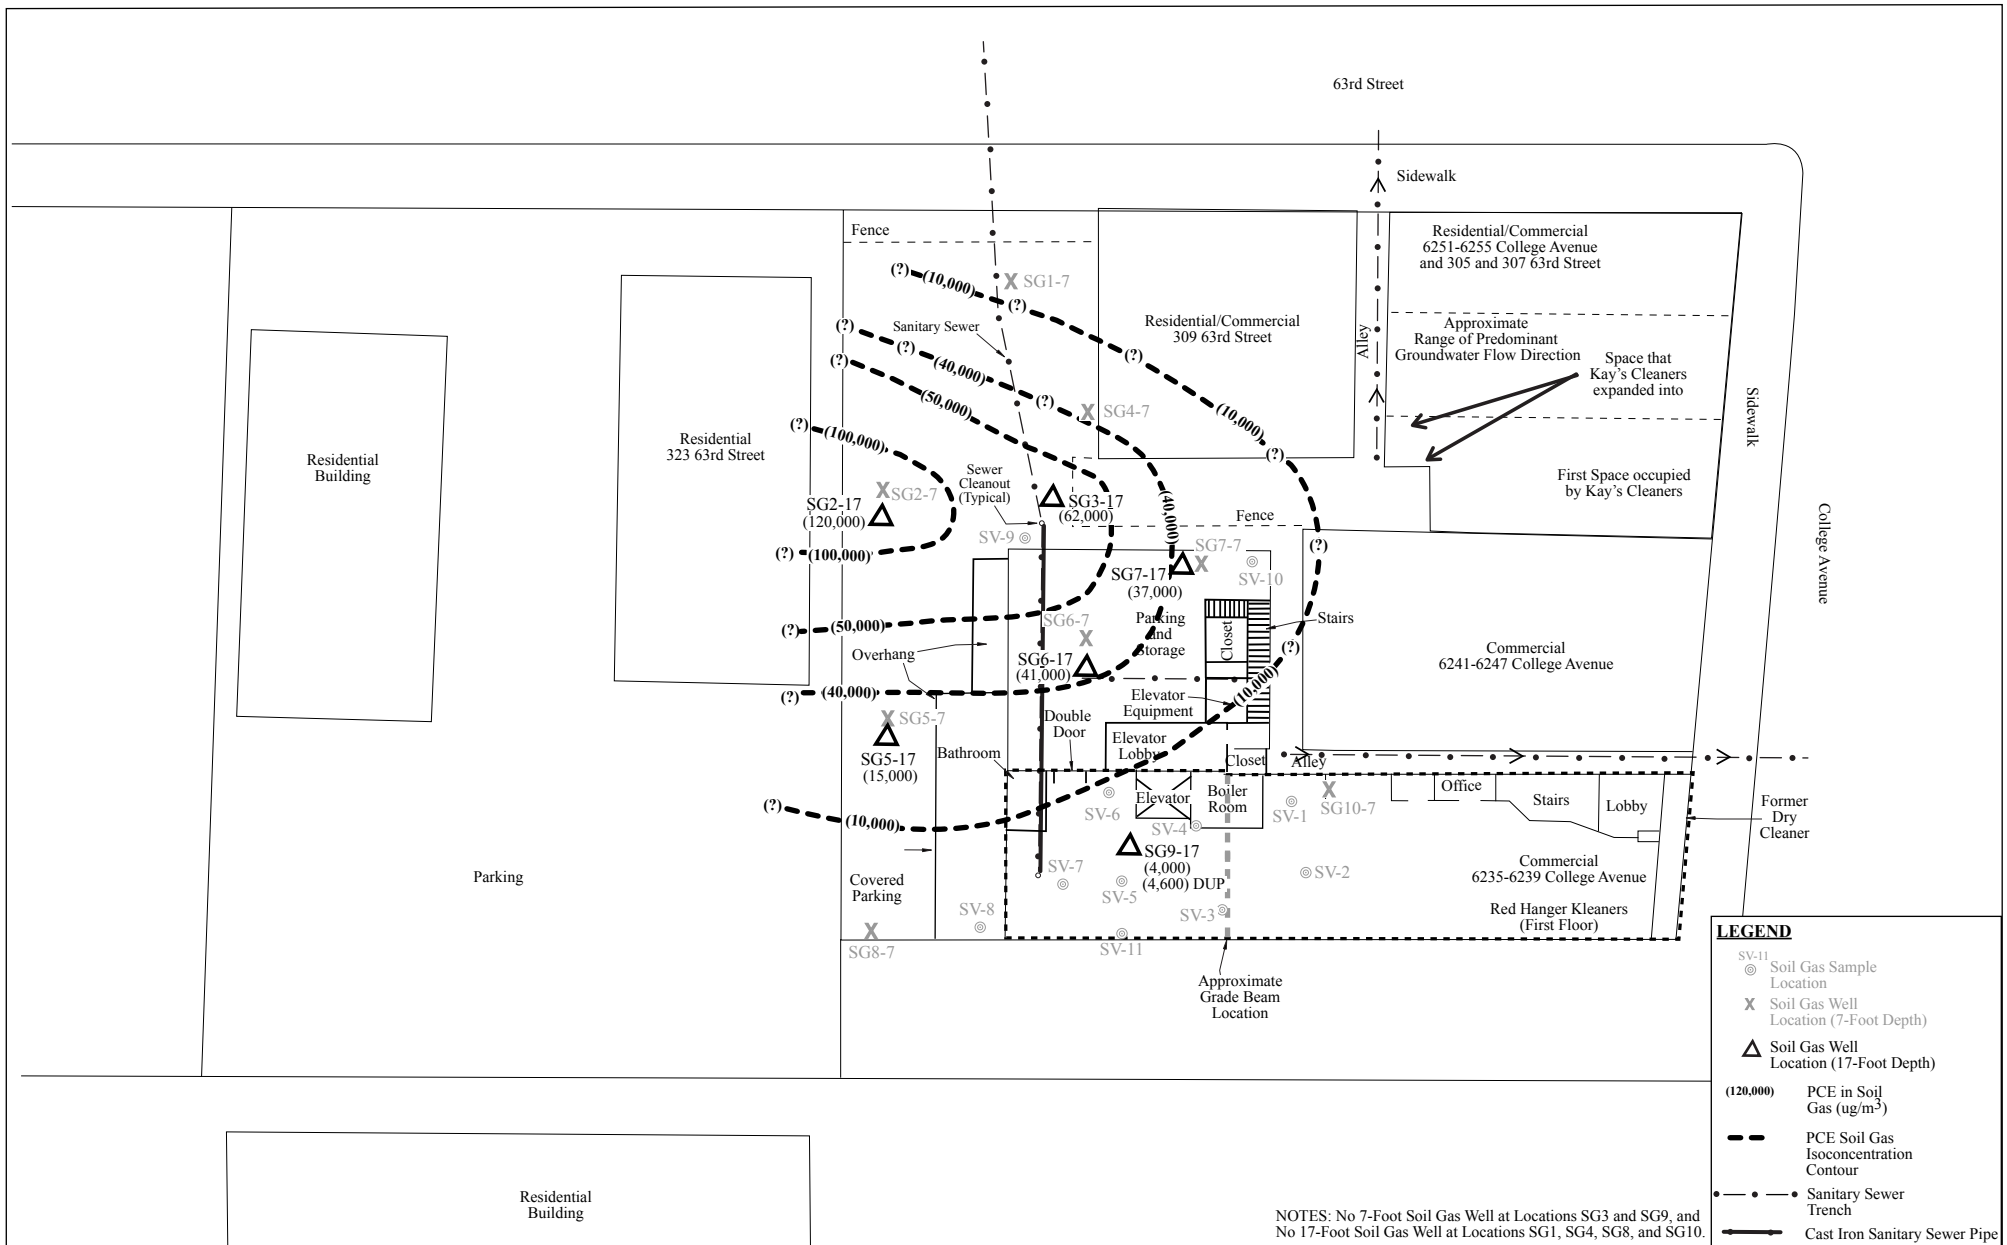 63rd Street
Sidewalk
Fence
Residential/Commercial
6251-6255 College Avenue
and 305 and 307 63rd Street
(?)
(10,000)
SG1-7
(?)
Residential/Commercial
309 63rd Street
Alley
Approximate
Range of Predominant
Groundwater Flow Direction
Space that
Kay's Cleaners
expanded into
Sanitary Sewer
(?)
(?)
(40,000)
(?)
(?)
(?)
(50,000)
SG4-7
(10,000)
(?)
Sidewalk
First Space occupied
by Kay's Cleaners
Residential
Building
Residential
323 63rd Street
(?)
(100,000)
Sewer
Cleanout
(Typical)
SG2-7
SG2-17
(120,000)
SG3-17
(62,000)
(40,000)
Fence
(?)
(100,000)
SV-9
SG7-7
SG7-17
(37,000)
SV-10
(?)
College Avenue
(?)
(50,000)
SG6-7
Parking
and
Storage
Closet
Stairs
(?)
Overhang
SG6-17
(41,000)
Commercial
6241-6247 College Avenue
(?)
(40,000)
(10,000)
Elevator
Equipment
SG5-7
SG5-17
(15,000)
Double
Door
Bathroom
Elevator
Lobby
Closet
Alley
(?)
(10,000)
SV-6
Elevator
Boiler
Room
SV-1
SG10-7
Office
Stairs
Lobby
Former
Dry
Cleaner
SV-4
SG9-17
(4,000)
(4,600) DUP
SV-7
SV-5
SV-2
Commercial
6235-6239 College Avenue
Parking
Covered
Parking
SV-8
SV-3
Red Hanger Kleaners
(First Floor)
SG8-7
SV-11
Approximate
Grade Beam
Location
LEGEND
SV-11
Soil Gas Sample
Location
Soil Gas Well
Location (7-Foot Depth)
Soil Gas Well
Location (17-Foot Depth)
(120,000)
PCE in Soil
Gas (ug/m3)
PCE Soil Gas
Isoconcentration
Contour
Sanitary Sewer
Trench
Cast Iron Sanitary Sewer Pipe
Residential
Building
NOTES: No 7-Foot Soil Gas Well at Locations SG3 and SG9, and
No 17-Foot Soil Gas Well at Locations SG1, SG4, SG8, and SG10.